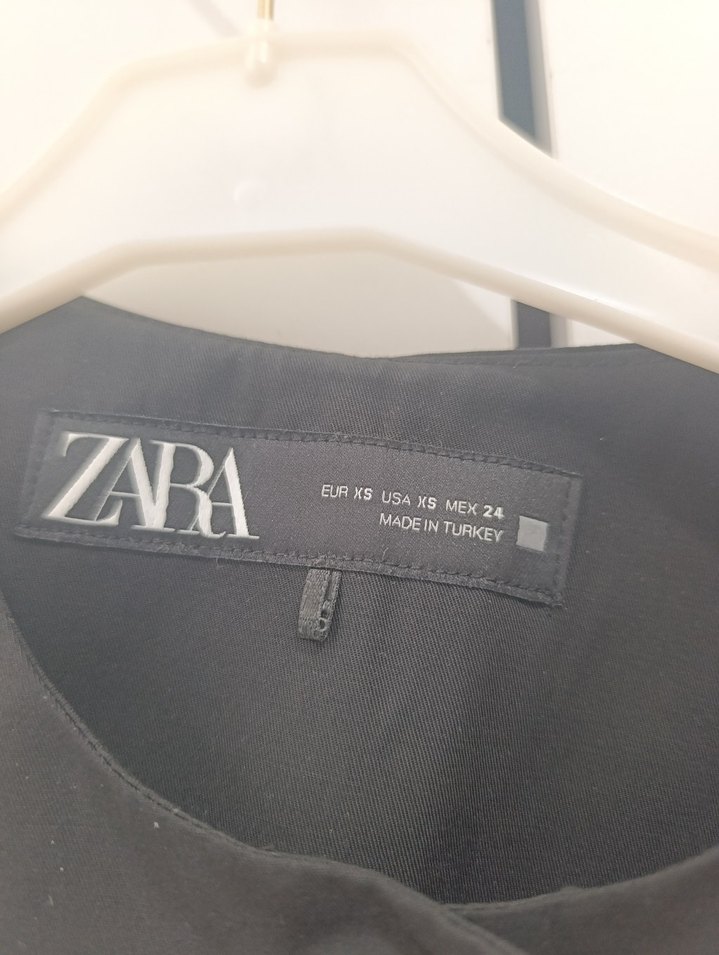 ZARA
EUR XS USA XS MEX 24
MADE IN TURKEY